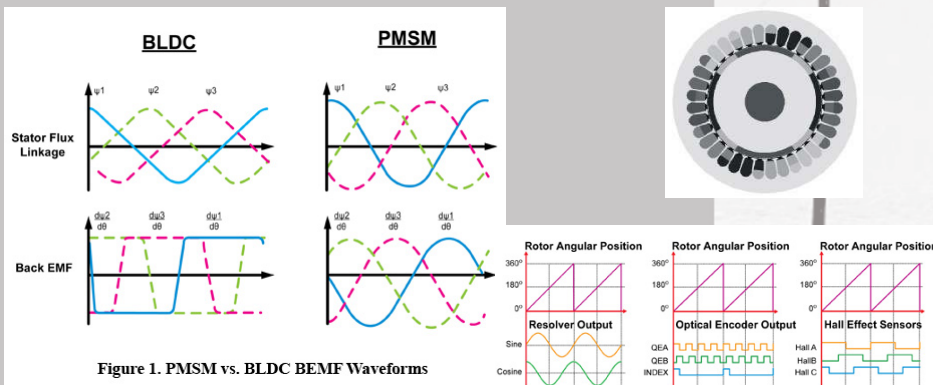 BLDC
PMSM
ψ1 ψ2 ψ3
ψ1 ψ2 ψ3
Stator Flux
Linkage
dψ2 dψ3 dψ1
dθ dθ dθ
dψ2 dψ3 dψ1
dθ dθ dθ
Back EMF
Figure 1. PMSM vs. BLDC BEMF Waveforms
Rotor Angular Position
360°
180°
0°
Resolver Output
Sine
Cosine
Rotor Angular Position
360°
180°
0°
Optical Encoder Output
QEA
QEB
INDEX
Rotor Angular Position
360°
180°
0°
Hall Effect Sensors
Hall A
HallB
Hall C